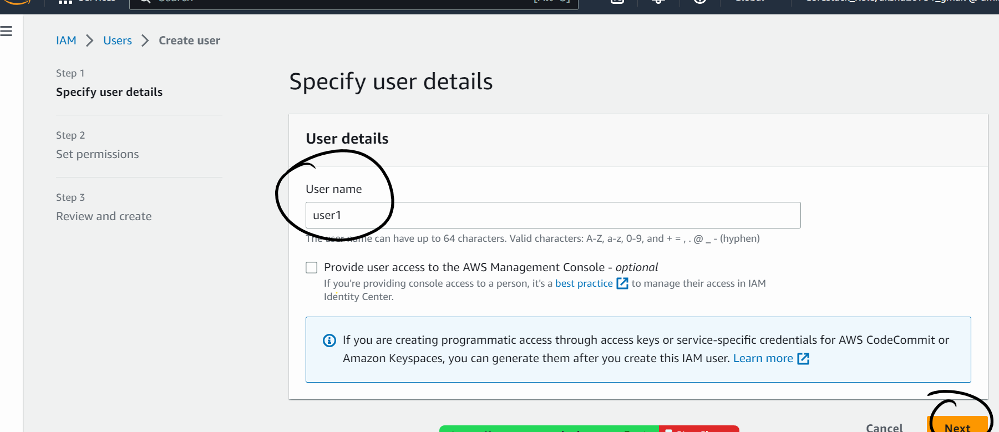 Services
Search
[Alt+S]
Global
IAM > Users > Create user
Step 1
Specify user details
Step 2
Set permissions
Step 3
Review and create
Specify user details
User details
User name
user1
The user name can have up to 64 characters. Valid characters: A-Z, a-z, 0-9, and + = , . @ _ - (hyphen)
Provide user access to the AWS Management Console - optional
If you're providing console access to a person, it's a best practice to manage their access in IAM
Identity Center.
If you are creating programmatic access through access keys or service-specific credentials for AWS CodeCommit or
Amazon Keyspaces, you can generate them after you create this IAM user. Learn more
Cancel
Next